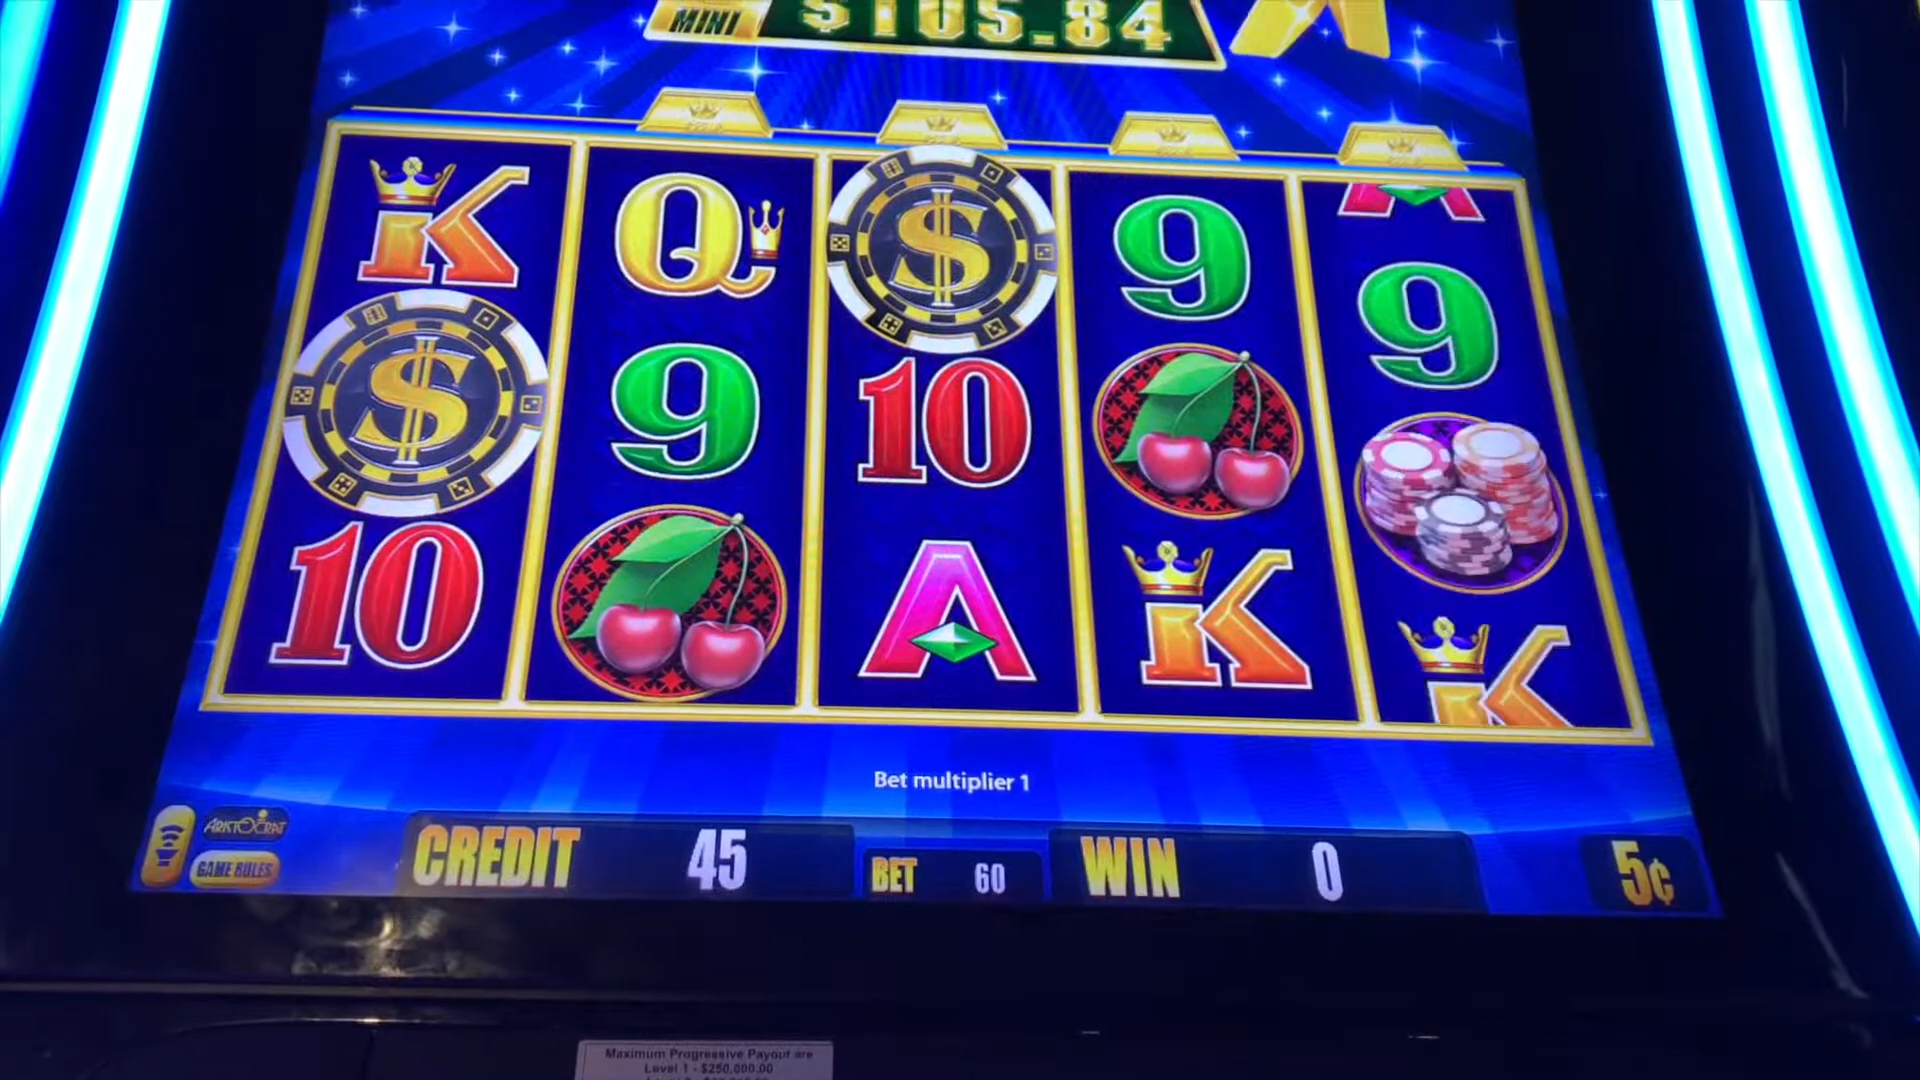 MINI $105.84
K Q $ 9 A
$ 9 10 9
10 A K K
Bet multiplier 1
ARISTOCRAT
GAME RULES
CREDIT 45 BET 60 WIN 0 5¢
Maximum Progressive Payout are
Level 1 - $250,000.00